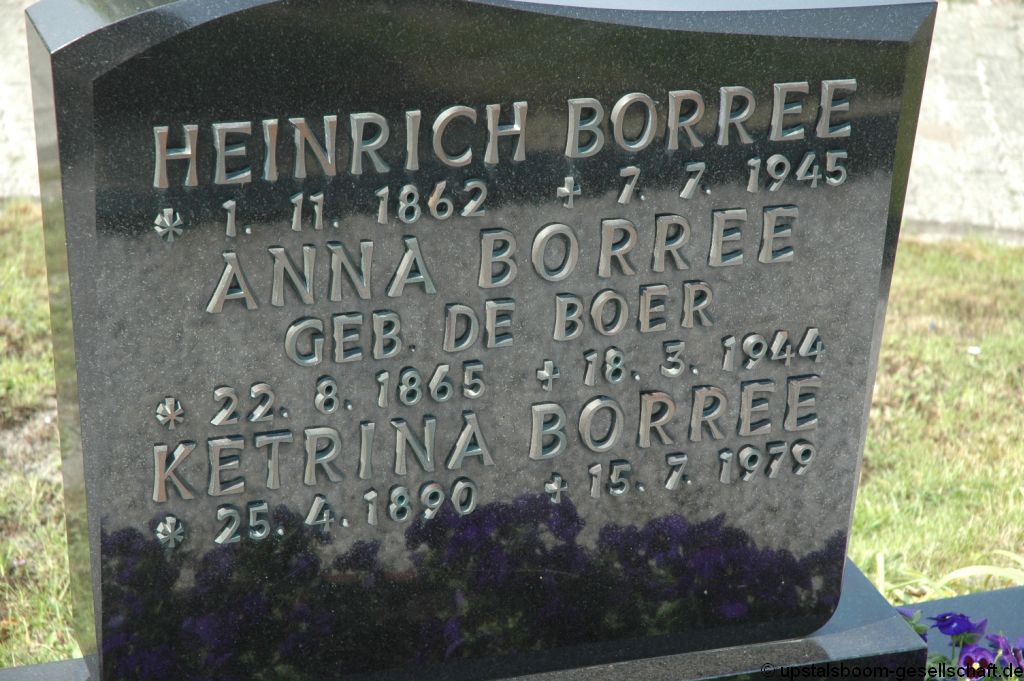 HEINRICH BORREE
* 1. 11. 1862 + 7. 7. 1945
ANNA BORREE
GEB. DE BOER
* 22. 8. 1865 + 18. 3. 1944
KETRINA BORREE
* 25. 4. 1890 + 15. 7. 1979
© upstalsboom-gesellschaft.de